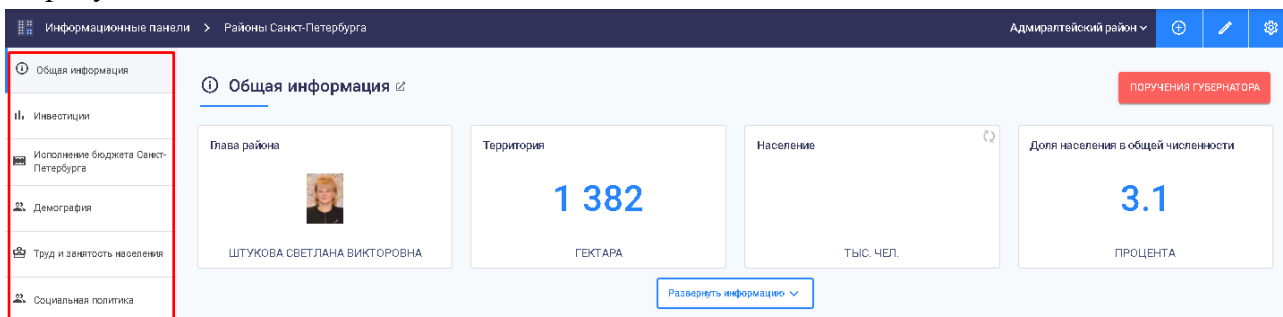 Информационные панели > Районы Санкт-Петербурга
Адмиралтейский район
Общая информация
Инвестиции
Исполнение бюджета Санкт-
Петербурга
Демография
Труд и занятость населения
Социальная политика
Общая информация
ПОРУЧЕНИЯ ГУБЕРНАТОРА
Глава района
ШТУКОВА СВЕТЛАНА ВИКТОРОВНА
Территория
1 382
ГЕКТАРА
Население
ТЫС. ЧЕЛ.
Доля населения в общей численности
3.1
ПРОЦЕНТА
Развернуть информацию